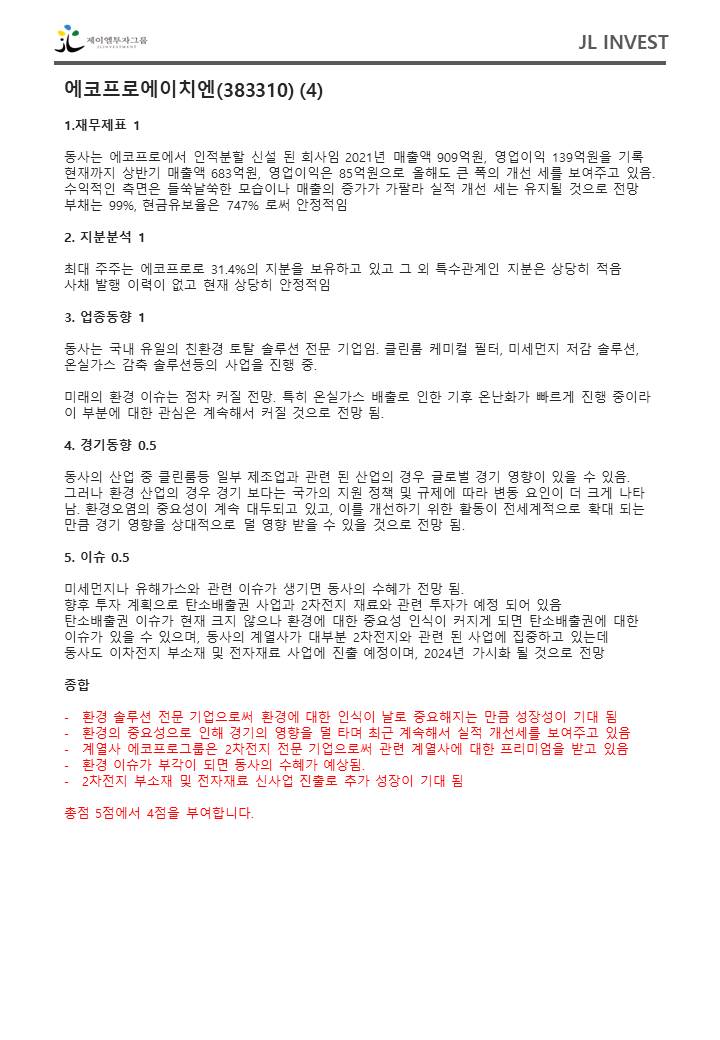 제이엘투자그룹
JL INVESTMENT
JL INVEST
에코프로에이치엔(383310) (4)
1.재무제표 1
동사는 에코프로에서 인적분할 신설 된 회사임 2021년 매출액 909억원, 영업이익 139억원을 기록
현재까지 상반기 매출액 683억원, 영업이익은 85억원으로 올해도 큰 폭의 개선 세를 보여주고 있음.
수익적인 측면은 들쑥날쑥한 모습이나 매출의 증가가 가팔라 실적 개선 세는 유지될 것으로 전망
부채는 99%, 현금유보율은 747% 로써 안정적임
2. 지분분석 1
최대 주주는 에코프로로 31.4%의 지분을 보유하고 있고 그 외 특수관계인 지분은 상당히 적음
사채 발행 이력이 없고 현재 상당히 안정적임
3. 업종동향 1
동사는 국내 유일의 친환경 토탈 솔루션 전문 기업임. 클린룸 케미컬 필터, 미세먼지 저감 솔루션,
온실가스 감축 솔루션등의 사업을 진행 중.
미래의 환경 이슈는 점차 커질 전망. 특히 온실가스 배출로 인한 기후 온난화가 빠르게 진행 중이라
이 부분에 대한 관심은 계속해서 커질 것으로 전망 됨.
4. 경기동향 0.5
동사의 산업 중 클린룸등 일부 제조업과 관련 된 산업의 경우 글로벌 경기 영향이 있을 수 있음.
그러나 환경 산업의 경우 경기 보다는 국가의 지원 정책 및 규제에 따라 변동 요인이 더 크게 나타
남. 환경오염의 중요성이 계속 대두되고 있고, 이를 개선하기 위한 활동이 전세계적으로 확대 되는
만큼 경기 영향을 상대적으로 덜 영향 받을 수 있을 것으로 전망 됨.
5. 이슈 0.5
미세먼지나 유해가스와 관련 이슈가 생기면 동사의 수혜가 전망 됨.
향후 투자 계획으로 탄소배출권 사업과 2차전지 재료와 관련 투자가 예정 되어 있음
탄소배출권 이슈가 현재 크지 않으나 환경에 대한 중요성 인식이 커지게 되면 탄소배출권에 대한
이슈가 있을 수 있으며, 동사의 계열사가 대부분 2차전지와 관련 된 사업에 집중하고 있는데
동사도 이차전지 부소재 및 전자재료 사업에 진출 예정이며, 2024년 가시화 될 것으로 전망
종합
- 환경 솔루션 전문 기업으로써 환경에 대한 인식이 날로 중요해지는 만큼 성장성이 기대 됨
- 환경의 중요성으로 인해 경기의 영향을 덜 타며 최근 계속해서 실적 개선세를 보여주고 있음
- 계열사 에코프로그룹은 2차전지 전문 기업으로써 관련 계열사에 대한 프리미엄을 받고 있음
- 환경 이슈가 부각이 되면 동사의 수혜가 예상됨.
- 2차전지 부소재 및 전자재료 신사업 진출로 추가 성장이 기대 됨
총점 5점에서 4점을 부여합니다.